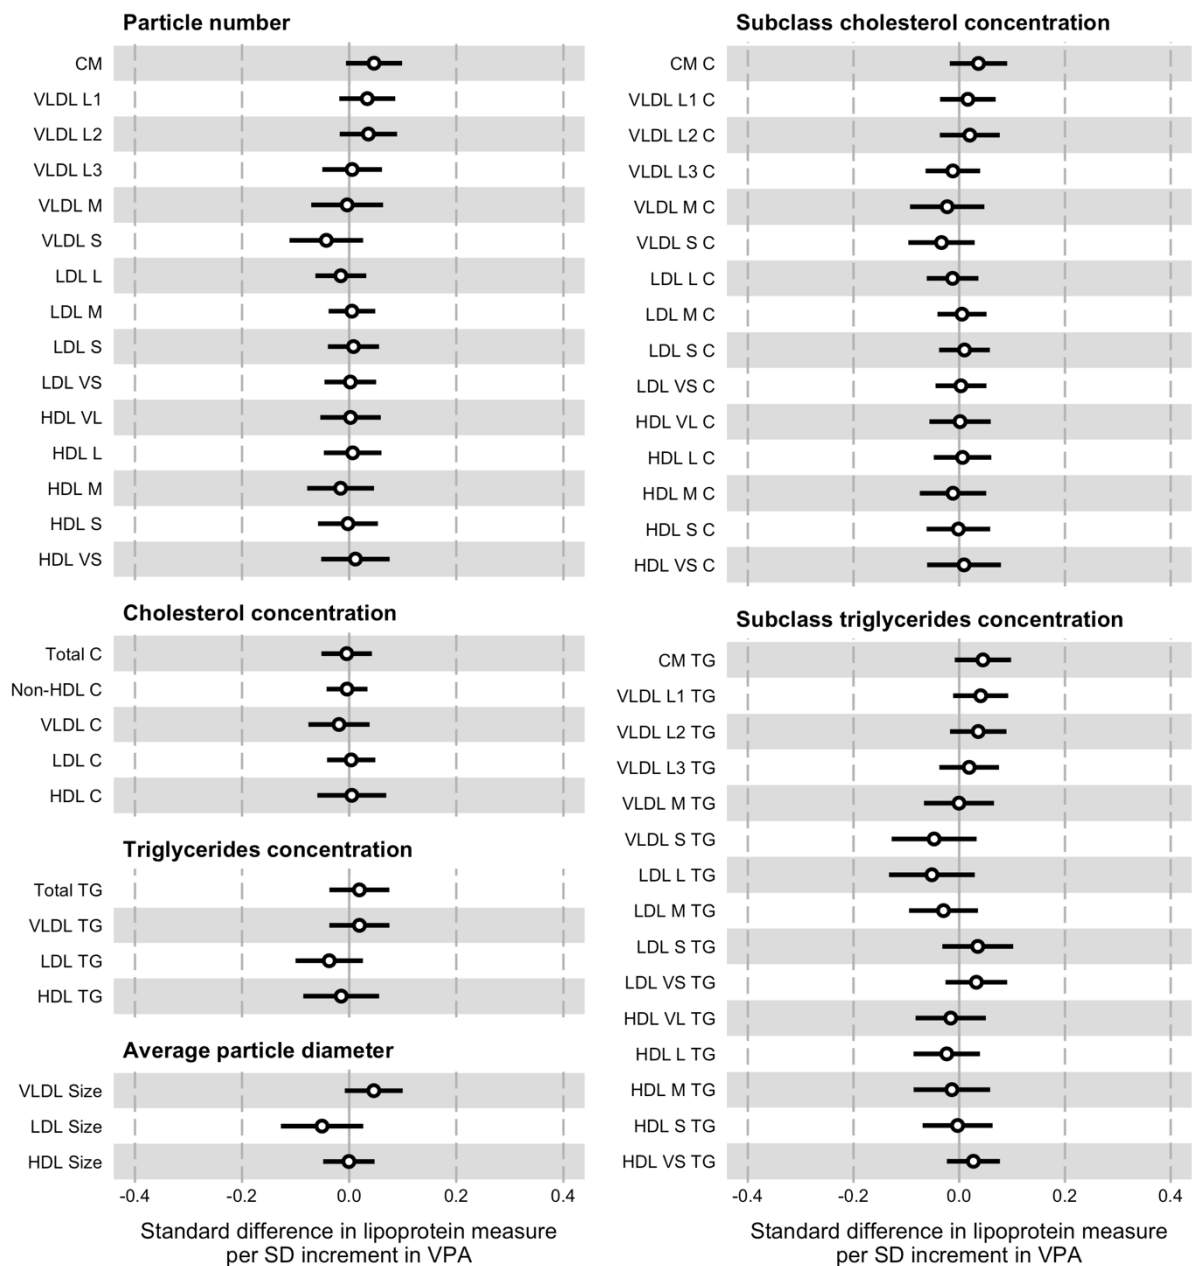 Particle number
CM
VLDL L1
VLDL L2
VLDL L3
VLDL M
VLDL S
LDL L
LDL M
LDL S
LDL VS
HDL VL
HDL L
HDL M
HDL S
HDL VS
Cholesterol concentration
Total C
Non-HDL C
VLDL C
LDL C
HDL C
Triglycerides concentration
Total TG
VLDL TG
LDL TG
HDL TG
Average particle diameter
VLDL Size
LDL Size
HDL Size
-0.4 -0.2 0.0 0.2 0.4
Standard difference in lipoprotein measure
per SD increment in VPA
Subclass cholesterol concentration
CM C
VLDL L1 C
VLDL L2 C
VLDL L3 C
VLDL M C
VLDL S C
LDL L C
LDL M C
LDL S C
LDL VS C
HDL VL C
HDL L C
HDL M C
HDL S C
HDL VS C
Subclass triglycerides concentration
CM TG
VLDL L1 TG
VLDL L2 TG
VLDL L3 TG
VLDL M TG
VLDL S TG
LDL L TG
LDL M TG
LDL S TG
LDL VS TG
HDL VL TG
HDL L TG
HDL M TG
HDL S TG
HDL VS TG
-0.4 -0.2 0.0 0.2 0.4
Standard difference in lipoprotein measure
per SD increment in VPA